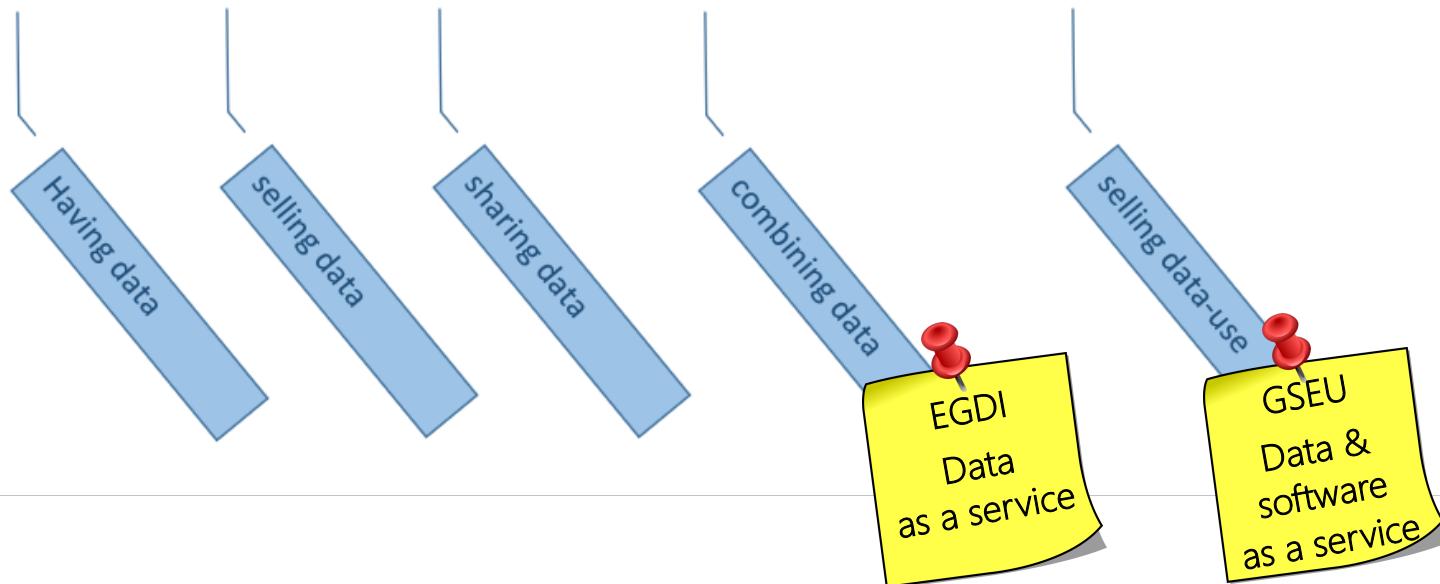 Having data
selling data
sharing data
combining data
selling data-use
EGDI
Data
as a service
GSEU
Data &
software
as a service